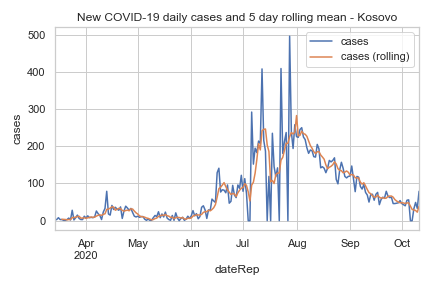 New COVID-19 daily cases and 5 day rolling mean - Kosovo
cases
cases (rolling)
500
400
300
200
100
0
cases
Apr May Jun Jul Aug Sep Oct
2020
dateRep